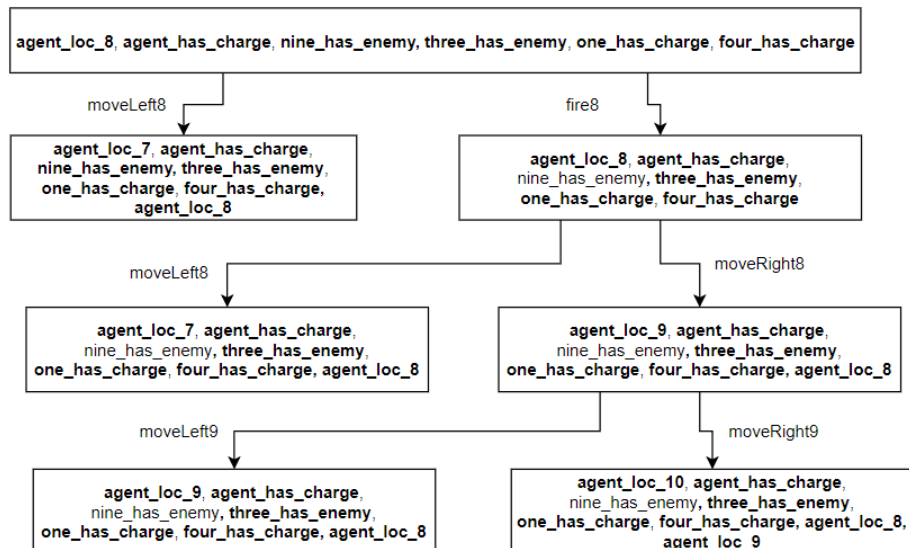 agent_loc_8, agent_has_charge, nine_has_enemy, three_has_enemy, one_has_charge, four_has_charge
moveLeft8
fire8
agent_loc_7, agent_has_charge,
nine_has_enemy, three_has_enemy,
one_has_charge, four_has_charge,
agent_loc_8
agent_loc_8, agent_has_charge,
nine_has_enemy, three_has_enemy,
one_has_charge, four_has_charge
moveLeft8
moveRight8
agent_loc_7, agent_has_charge,
nine_has_enemy, three_has_enemy,
one_has_charge, four_has_charge, agent_loc_8
agent_loc_9, agent_has_charge,
nine_has_enemy, three_has_enemy,
one_has_charge, four_has_charge, agent_loc_8
moveLeft9
moveRight9
agent_loc_9, agent_has_charge,
nine_has_enemy, three_has_enemy,
one_has_charge, four_has_charge, agent_loc_8
agent_loc_10, agent_has_charge,
nine_has_enemy, three_has_enemy,
one_has_charge, four_has_charge, agent_loc_8,
agent_loc_9